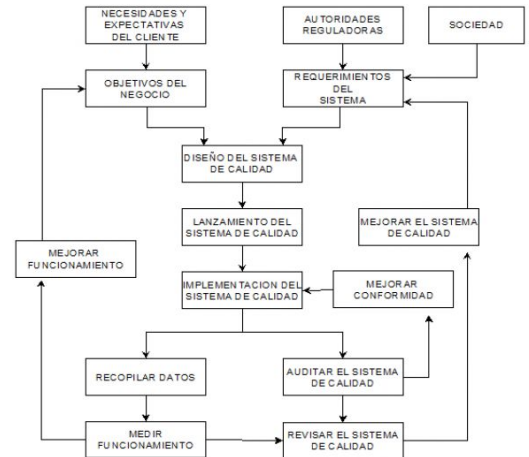 NECESIDADES Y
EXPECTATIVAS
DEL CLIENTE
AUTORIDADES
REGULADORAS
SOCIEDAD
OBJETIVOS DEL
NEGOCIO
REQUERIMIENTOS
DEL
SISTEMA
DISEÑO DEL SISTEMA
DE CALIDAD
LANZAMIENTO DEL
SISTEMA DE CALIDAD
MEJORAR EL SISTEMA
DE CALIDAD
MEJORAR
FUNCIONAMIENTO
IMPLEMENTACION DEL
SISTEMA DE CALIDAD
MEJORAR
CONFORMIDAD
RECOPILAR DATOS
AUDITAR EL SISTEMA
DE CALIDAD
MEDIR
FUNCIONAMIENTO
REVISAR EL SISTEMA
DE CALIDAD